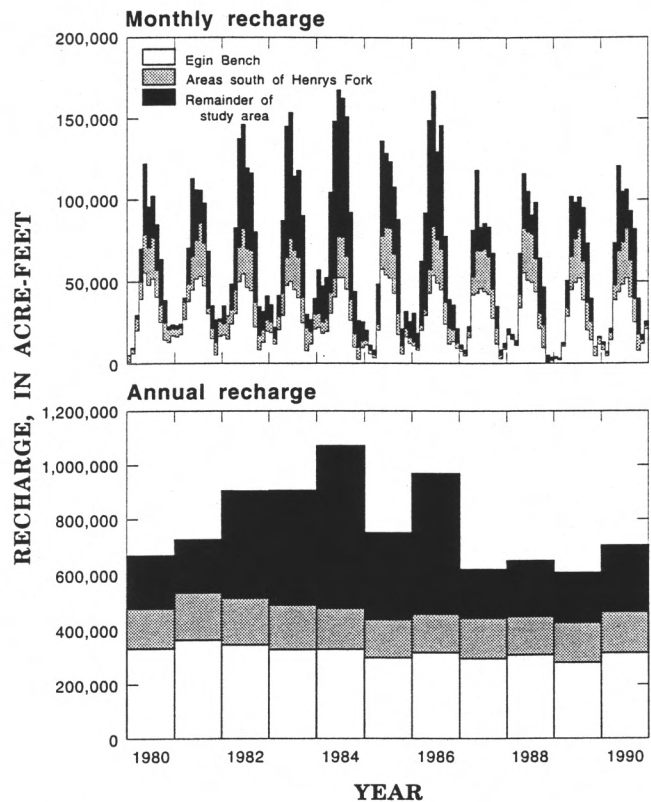 Monthly recharge
200,000
150,000
100,000
50,000
0
Egin Bench
Areas south of Henrys Fork
Remainder of
study area
RECHARGE, IN ACRE-FEET
Annual recharge
1,200,000
1,000,000
800,000
600,000
400,000
200,000
0
1980 1982 1984 1986 1988 1990
YEAR